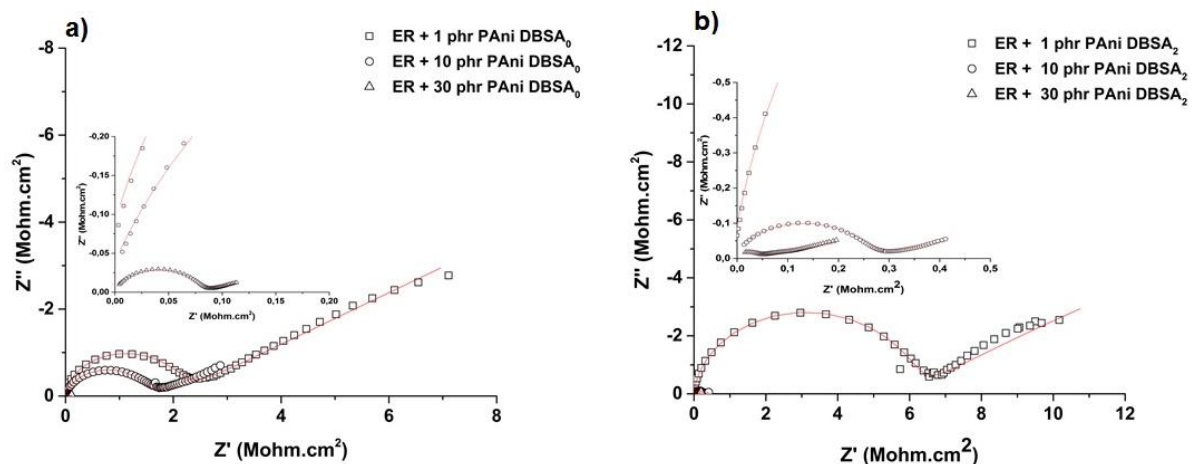 a)
□ ER + 1 phr PAni DBSA₀
○ ER + 10 phr PAni DBSA₀
△ ER + 30 phr PAni DBSA₀
-8
-6
-4
-2
0
Z'' (Mohm.cm²)
0 2 4 6 8
Z' (Mohm.cm²)
-0,20
-0,15
-0,10
-0,05
0,00
Z'' (Mohm.cm²)
0,00 0,05 0,10 0,15 0,20
Z' (Mohm.cm²)
b)
□ ER + 1 phr PAni DBSA₂
○ ER + 10 phr PAni DBSA₂
△ ER + 30 phr PAni DBSA₂
-12
-10
-8
-6
-4
-2
0
Z'' (Mohm.cm²)
0 2 4 6 8 10 12
Z' (Mohm.cm²)
-0,5
-0,4
-0,3
-0,2
-0,1
0,0
Z'' (Mohm.cm²)
0,0 0,1 0,2 0,3 0,4 0,5
Z' (Mohm.cm²)